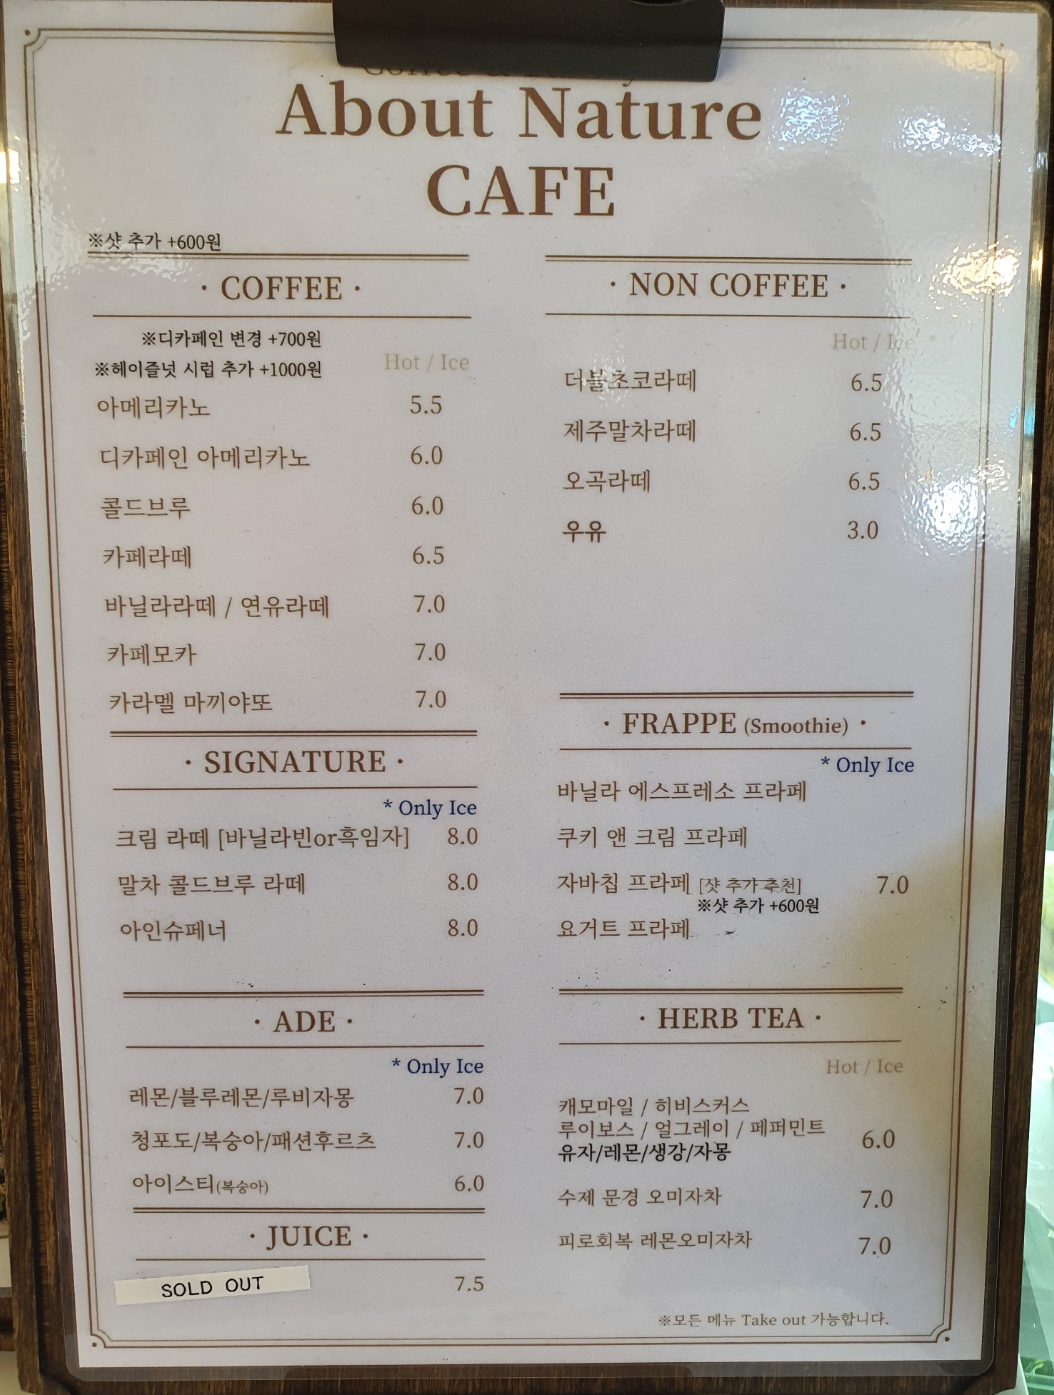 About Nature
CAFE
※샷 추가 +600원
· COFFEE ·
※디카페인 변경 +700원
※헤이즐넛 시럽 추가 +1000원 Hot / Ice
아메리카노 5.5
디카페인 아메리카노 6.0
콜드브루 6.0
카페라떼 6.5
바닐라라떼 / 연유라떼 7.0
카페모카 7.0
카라멜 마끼야또 7.0
· SIGNATURE ·
* Only Ice
크림 라떼 [바닐라빈or흑임자] 8.0
말차 콜드브루 라떼 8.0
아인슈페너 8.0
· ADE ·
* Only Ice
레몬/블루레몬/루비자몽 7.0
청포도/복숭아/패션후르츠 7.0
아이스티(복숭아) 6.0
· JUICE ·
SOLD OUT 7.5
· NON COFFEE ·
Hot / Ice
더블초코라떼 6.5
제주말차라떼 6.5
오곡라떼 6.5
우유 3.0
· FRAPPE (Smoothie) ·
* Only Ice
바닐라 에스프레소 프라페
쿠키 앤 크림 프라페
자바칩 프라페 [샷 추가 추천] 7.0
※샷 추가 +600원
요거트 프라페
· HERB TEA ·
Hot / Ice
캐모마일 / 히비스커스
루이보스 / 얼그레이 / 페퍼민트 6.0
유자/레몬/생강/자몽
수제 문경 오미자차 7.0
피로회복 레몬오미자차 7.0
※모든 메뉴 Take out 가능합니다.